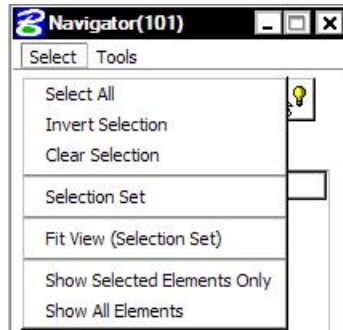 Navigator(101)
Select Tools
Select All
Invert Selection
Clear Selection
Selection Set
Fit View (Selection Set)
Show Selected Elements Only
Show All Elements